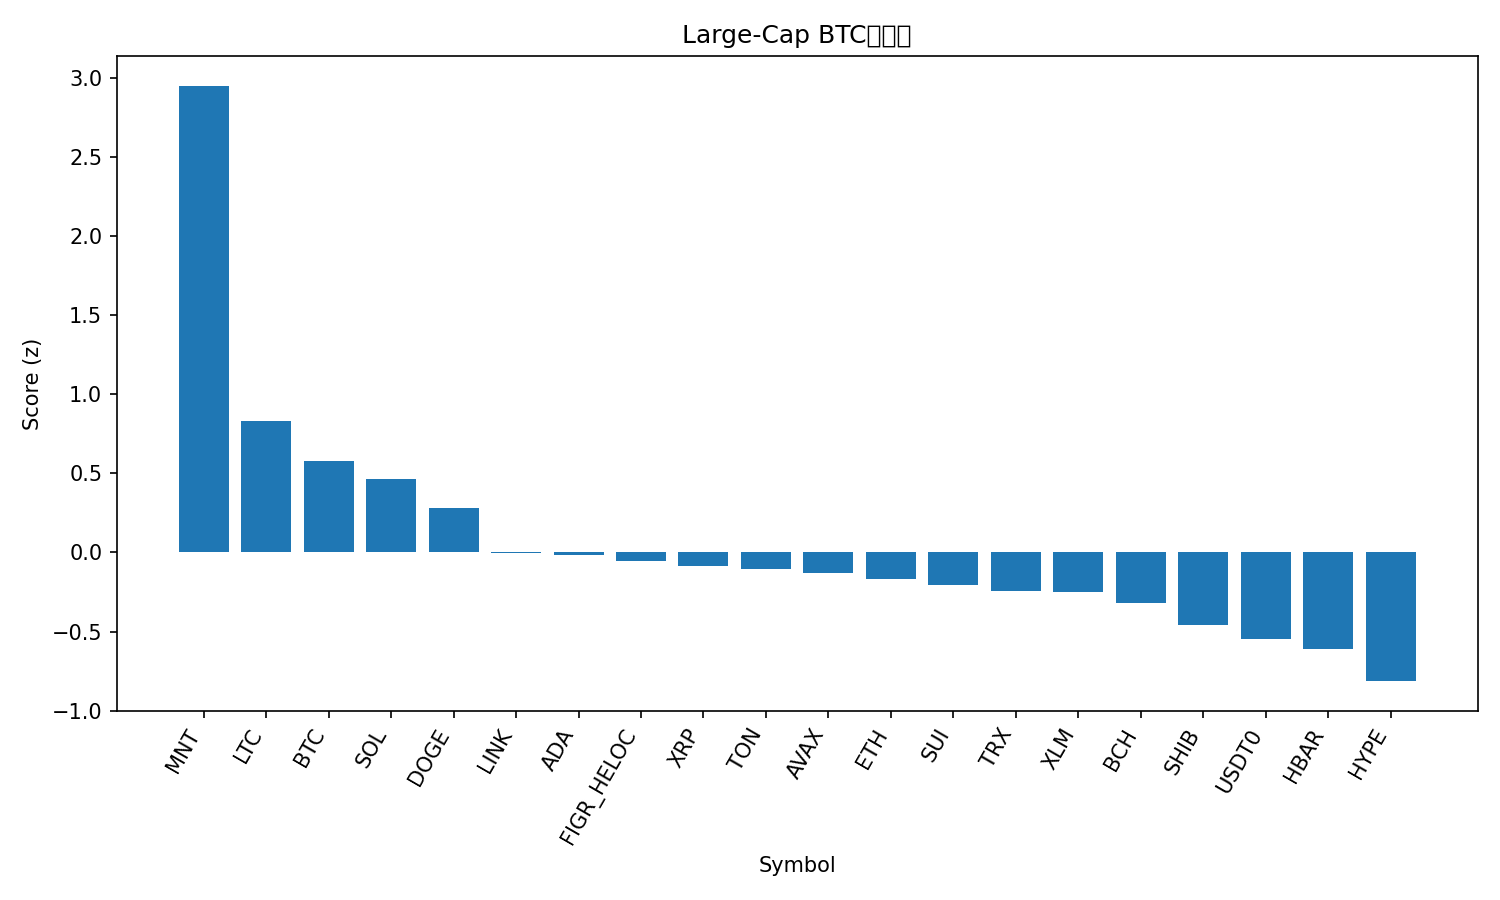 Large-Cap BTC
3.0
2.5
2.0
1.5
1.0
0.5
0.0
−0.5
−1.0
Score (z)
MNT
LTC
BTC
SOL
DOGE
LINK
ADA
FIGR_HELOC
XRP
TON
AVAX
ETH
SUI
TRX
XLM
BCH
SHIB
USDT0
HBAR
HYPE
Symbol